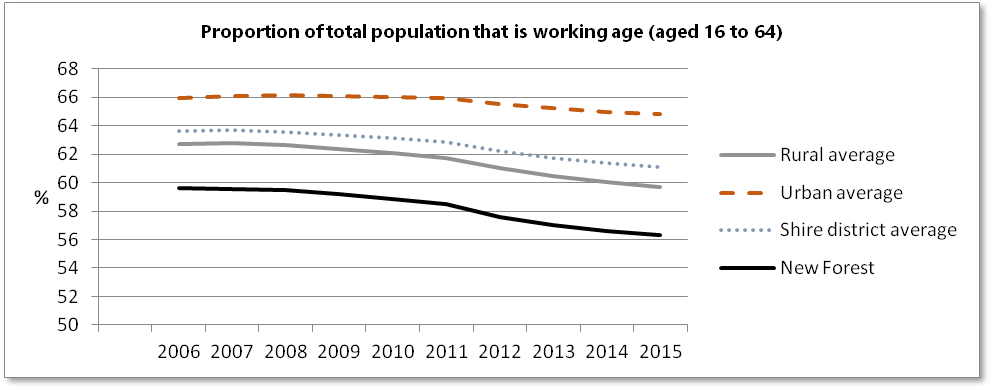 Proportion of total population that is working age (aged 16 to 64)
68
66
64
62
60
58
56
54
52
50
%
2006 2007 2008 2009 2010 2011 2012 2013 2014 2015
Rural average
Urban average
Shire district average
New Forest